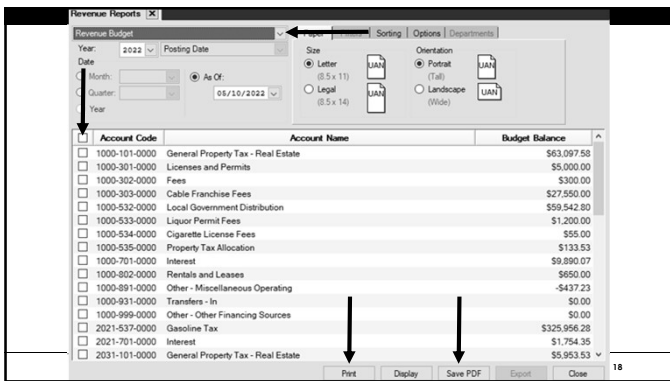 Revenue Reports X
Revenue Budget
Sorting Options Departments
Year: 2022 Posting Date
Date
Month:
As Of:
Quarter:
05/10/2022
Year
Size
Letter
(8.5 x 11)
UAN
Legal
(8.5 x 14)
UAN
Orientation
Portrait
(Tall)
UAN
Landscape
(Wide)
UAN
Account Code Account Name Budget Balance
1000-101-0000 General Property Tax - Real Estate $63,097.58
1000-301-0000 Licenses and Permits $5,000.00
1000-302-0000 Fees $300.00
1000-303-0000 Cable Franchise Fees $27,550.00
1000-532-0000 Local Government Distribution $59,542.80
1000-533-0000 Liquor Permit Fees $1,200.00
1000-534-0000 Cigarette License Fees $55.00
1000-535-0000 Property Tax Allocation $133.53
1000-701-0000 Interest $9,890.07
1000-802-0000 Rentals and Leases $650.00
1000-891-0000 Other - Miscellaneous Operating -$437.23
1000-931-0000 Transfers - In $0.00
1000-999-0000 Other - Other Financing Sources $0.00
2021-537-0000 Gasoline Tax $325,956.28
2021-701-0000 Interest $1,754.35
2031-101-0000 General Property Tax - Real Estate $5,953.53
Print Display Save PDF Export Close
18